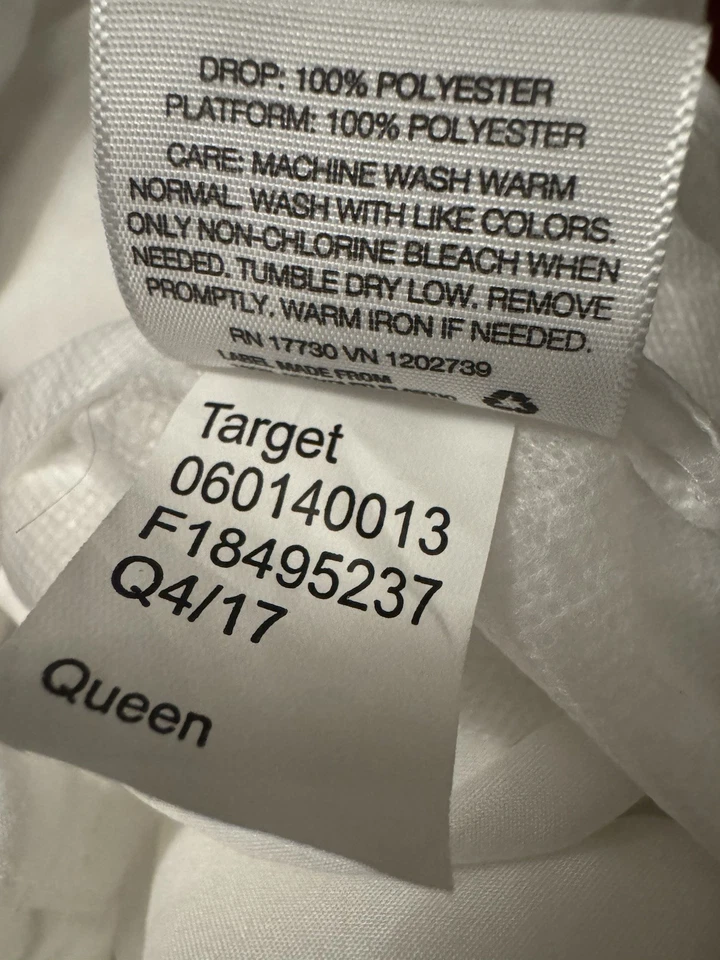 DROP: 100% POLYESTER
PLATFORM: 100% POLYESTER
CARE: MACHINE WASH WARM
NORMAL. WASH WITH LIKE COLORS.
ONLY NON-CHLORINE BLEACH WHEN
NEEDED. TUMBLE DRY LOW. REMOVE
PROMPTLY. WARM IRON IF NEEDED.
RN 17730 VN 1202739
LABEL MADE FROM
Target
060140013
F18495237
Q4/17
Queen